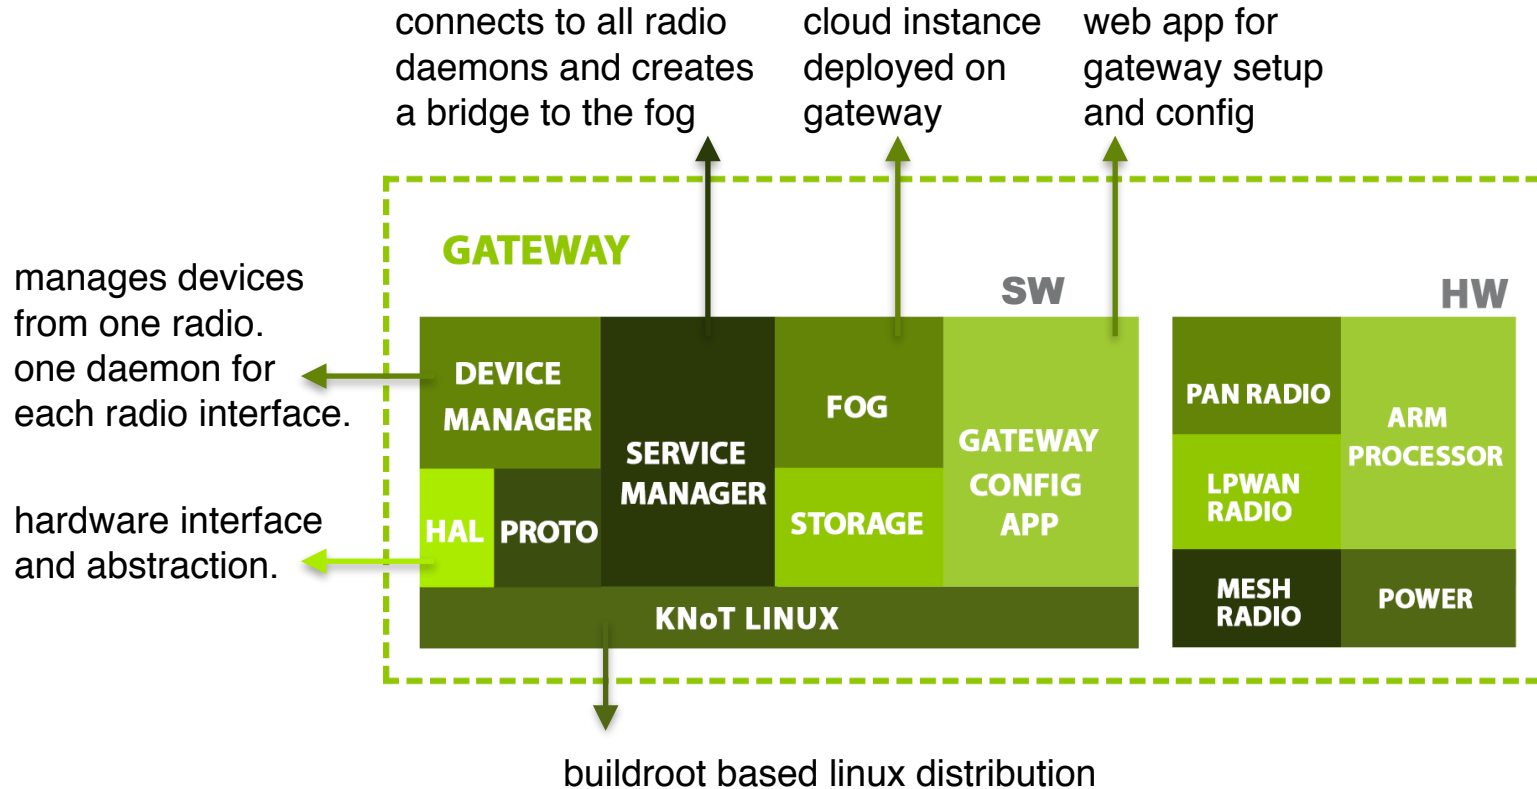 connects to all radio
daemons and creates
a bridge to the fog
cloud instance
deployed on
gateway
web app for
gateway setup
and config
GATEWAY
SW
HW
manages devices
from one radio.
one daemon for
each radio interface.
hardware interface
and abstraction.
DEVICE
MANAGER
HAL
PROTO
SERVICE
MANAGER
FOG
STORAGE
GATEWAY
CONFIG
APP
KNoT LINUX
PAN RADIO
LPWAN
RADIO
MESH
RADIO
ARM
PROCESSOR
POWER
buildroot based linux distribution